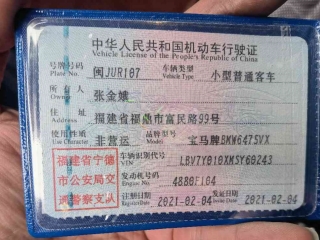 中华人民共和国机动车行驶证
Vehicle License of the People's Republic of China
号牌号码 闽JUR107 车辆类型 小型普通客车
Plate No. Vehicle Type
所有人 张金娥
Owner
住址 福建省福鼎市富民路99号
Address
使用性质 非营运 品牌型号 宝马牌BMW6475VX
Use Character Model
福建省宁德 车辆识别代号 LBV7Y010XMSY60243
市公安局交 VIN
通警察支队 发动机号码 4880F104
Engine No.
注册日期 2021-02-04 发证日期 2021-02-04
Register Date Issue Date